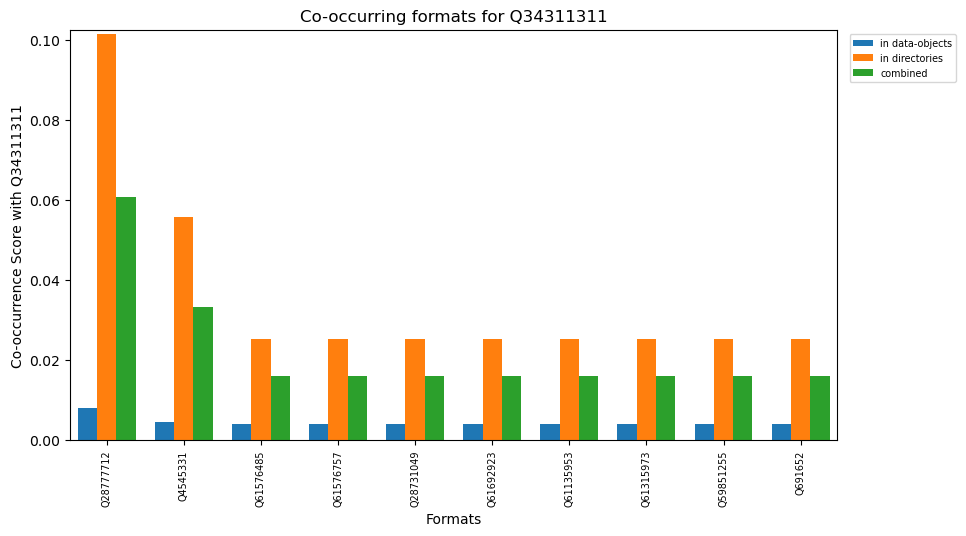 Co-occurring formats for Q34311311
in data-objects
in directories
combined
Co-occurrence Score with Q34311311
0.10
0.08
0.06
0.04
0.02
0.00
Q28777712
Q4545331
Q61576485
Q61576757
Q28731049
Q61692923
Q61135953
Q61315973
Q59851255
Q691652
Formats